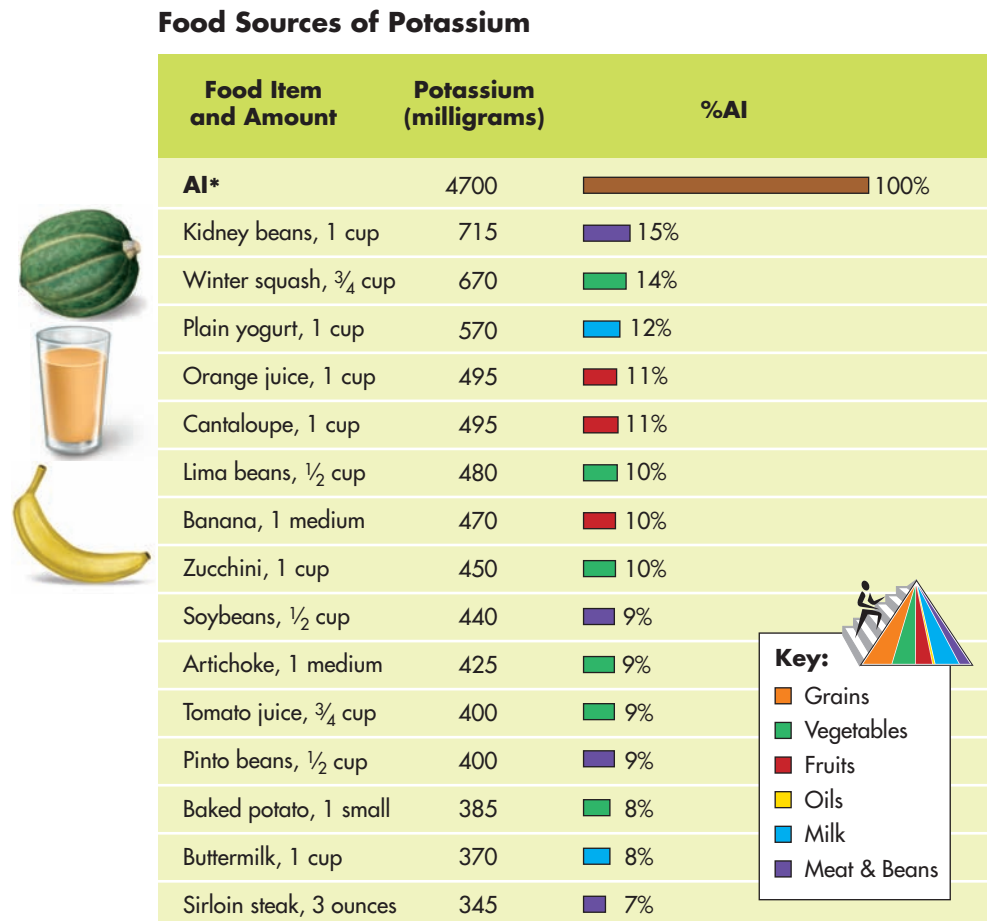 Food Sources of Potassium
Food Item and Amount Potassium (milligrams) %AI
AI* 4700 100%
Kidney beans, 1 cup 715 15%
Winter squash, ¾ cup 670 14%
Plain yogurt, 1 cup 570 12%
Orange juice, 1 cup 495 11%
Cantaloupe, 1 cup 495 11%
Lima beans, ½ cup 480 10%
Banana, 1 medium 470 10%
Zucchini, 1 cup 450 10%
Soybeans, ½ cup 440 9%
Artichoke, 1 medium 425 9%
Tomato juice, ¾ cup 400 9%
Pinto beans, ½ cup 400 9%
Baked potato, 1 small 385 8%
Buttermilk, 1 cup 370 8%
Sirloin steak, 3 ounces 345 7%
Key:
Grains
Vegetables
Fruits
Oils
Milk
Meat & Beans